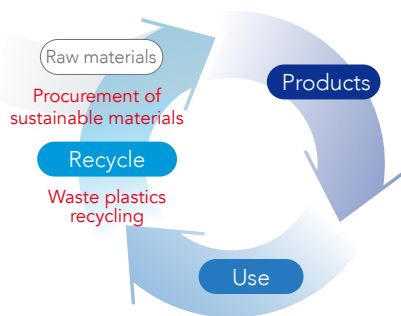 Raw materials
Procurement of
sustainable materials
Recycle
Waste plastics
recycling
Products
Use